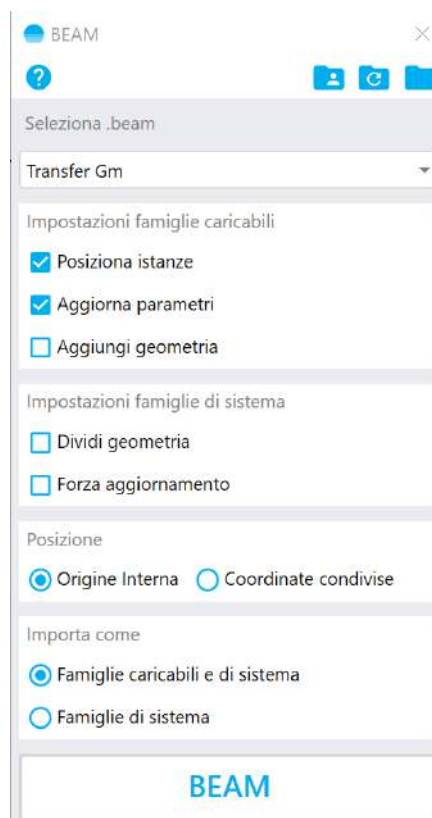 BEAM
Seleziona .beam
Transfer Gm
Impostazioni famiglie caricabili
Posiziona istanze
Aggiorna parametri
Aggiungi geometria
Impostazioni famiglie di sistema
Dividi geometria
Forza aggiornamento
Posizione
Origine Interna Coordinate condivise
Importa come
Famiglie caricabili e di sistema
Famiglie di sistema
BEAM